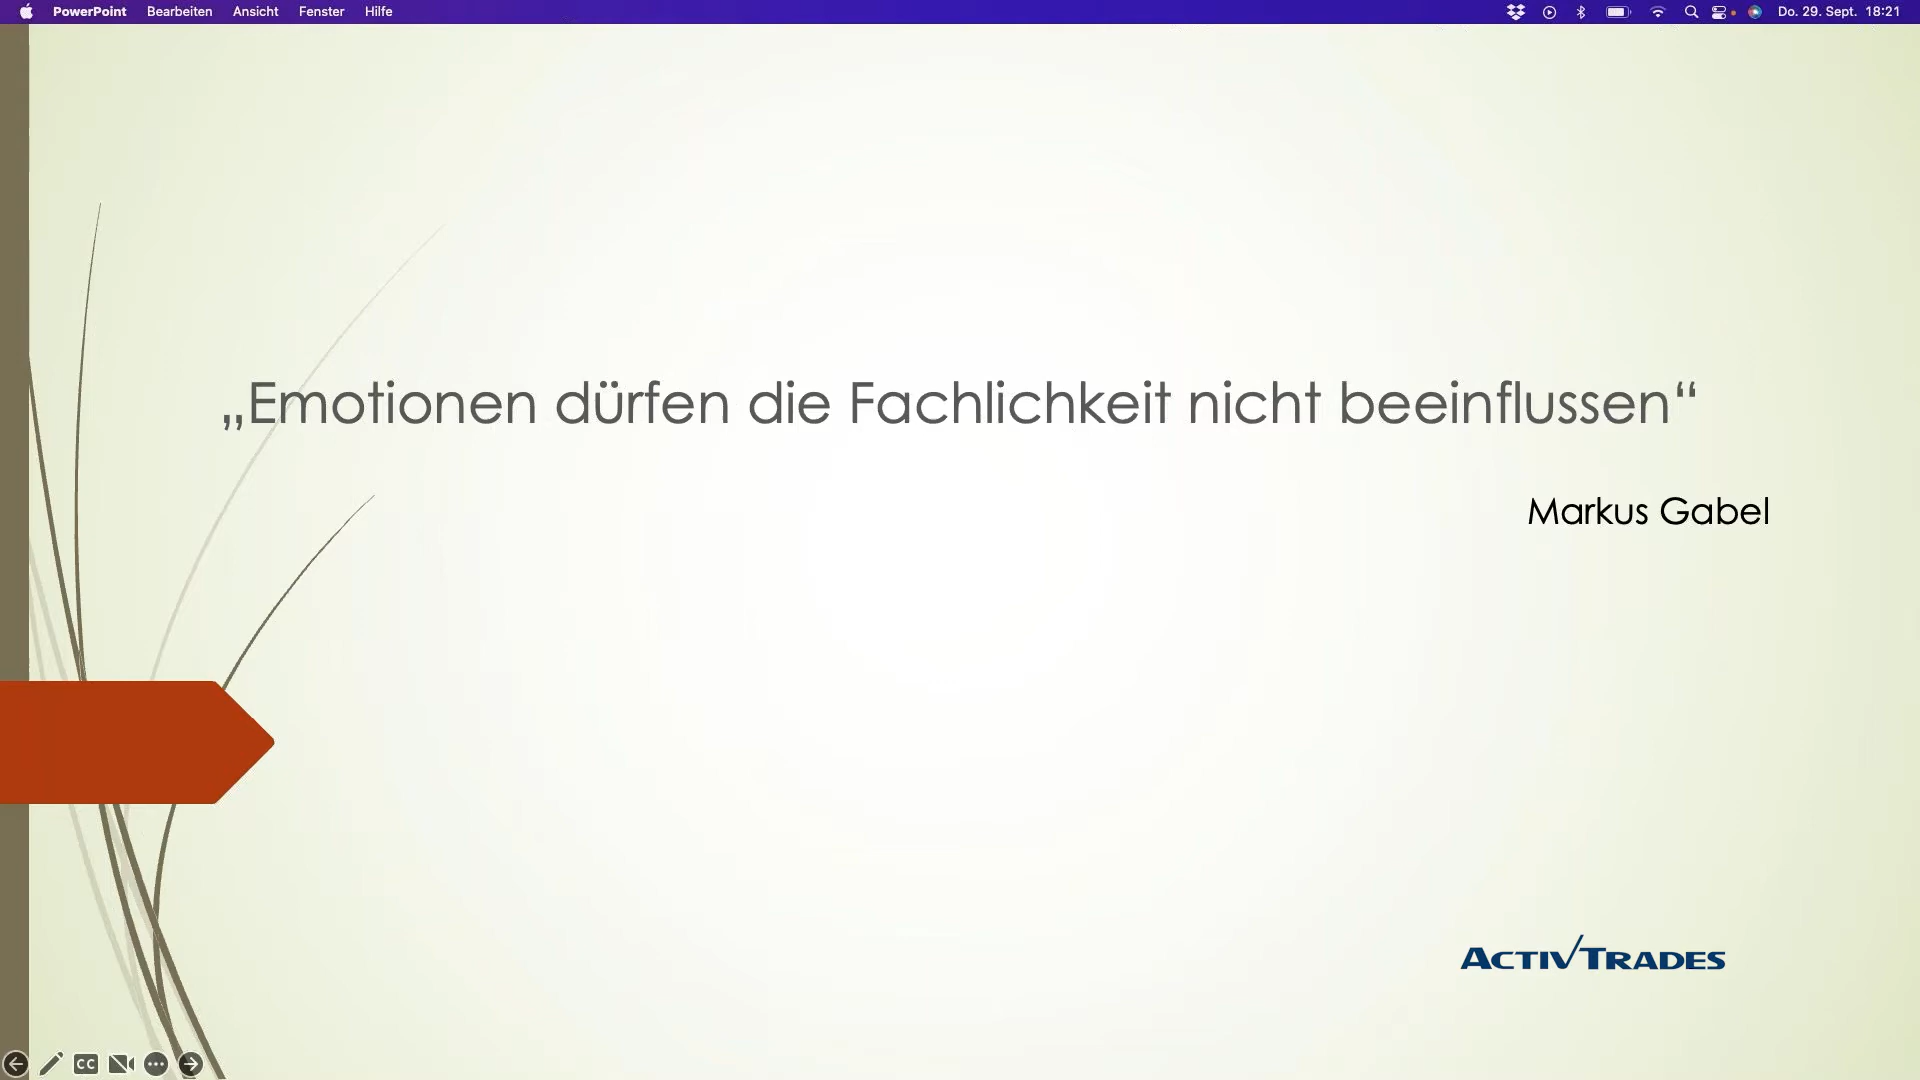 PowerPoint Bearbeiten Ansicht Fenster Hilfe Do. 29. Sept. 18:21
„Emotionen dürfen die Fachlichkeit nicht beeinflussen“
Markus Gabel
ACTIVTRADES
CC